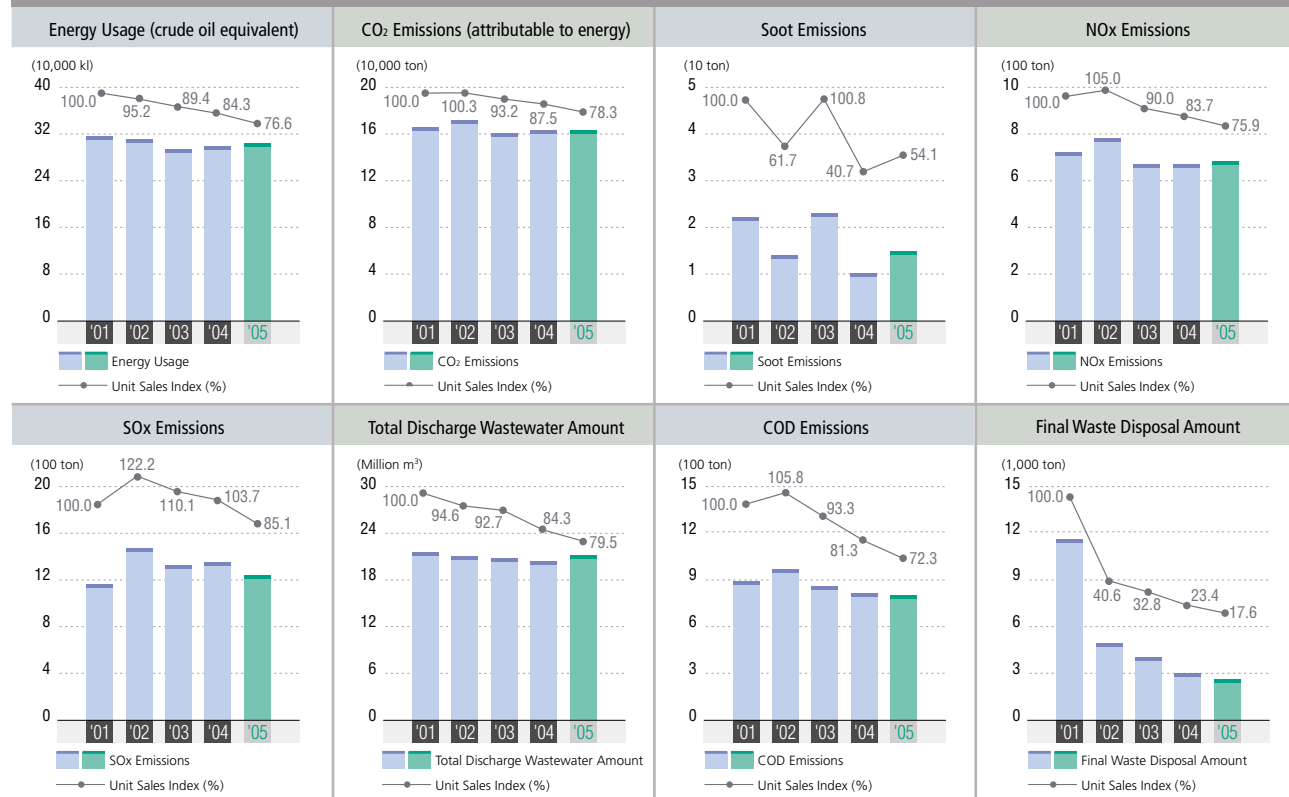 Energy Usage (crude oil equivalent)
(10,000 kl)
40
32
24
16
8
0
100.0
95.2
89.4
84.3
76.6
'01 '02 '03 '04 '05
Energy Usage
Unit Sales Index (%)
CO₂ Emissions (attributable to energy)
(10,000 ton)
20
16
12
8
4
0
100.0
100.3
93.2
87.5
78.3
'01 '02 '03 '04 '05
CO₂ Emissions
Unit Sales Index (%)
Soot Emissions
(10 ton)
5
4
3
2
1
0
100.0
61.7
100.8
40.7
54.1
'01 '02 '03 '04 '05
Soot Emissions
Unit Sales Index (%)
NOx Emissions
(100 ton)
10
8
6
4
2
0
100.0
105.0
90.0
83.7
75.9
'01 '02 '03 '04 '05
NOx Emissions
Unit Sales Index (%)
SOx Emissions
(100 ton)
20
16
12
8
4
0
100.0
122.2
110.1
103.7
85.1
'01 '02 '03 '04 '05
SOx Emissions
Unit Sales Index (%)
Total Discharge Wastewater Amount
(Million m³)
30
24
18
12
6
0
100.0
94.6
92.7
84.3
79.5
'01 '02 '03 '04 '05
Total Discharge Wastewater Amount
Unit Sales Index (%)
COD Emissions
(100 ton)
15
12
9
6
3
0
100.0
105.8
93.3
81.3
72.3
'01 '02 '03 '04 '05
COD Emissions
Unit Sales Index (%)
Final Waste Disposal Amount
(1,000 ton)
15
12
9
6
3
0
100.0
40.6
32.8
23.4
17.6
'01 '02 '03 '04 '05
Final Waste Disposal Amount
Unit Sales Index (%)